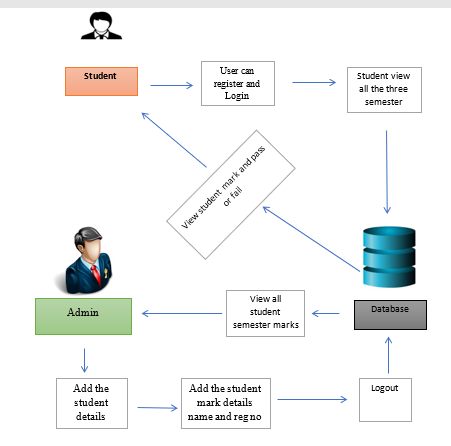 Student
User can
register and
Login
Student view
all the three
semester
View student mark and pass
or fail
Admin
View all
student
semester marks
Database
Add the
student
details
Add the student
mark details
name and reg no
Logout